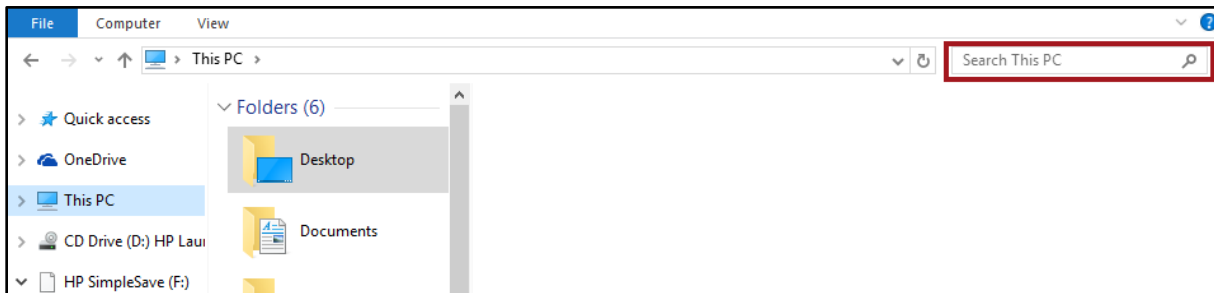 File Computer View
This PC
Search This PC
Quick access
OneDrive
This PC
CD Drive (D:) HP Lau
HP SimpleSave (F:)
Folders (6)
Desktop
Documents